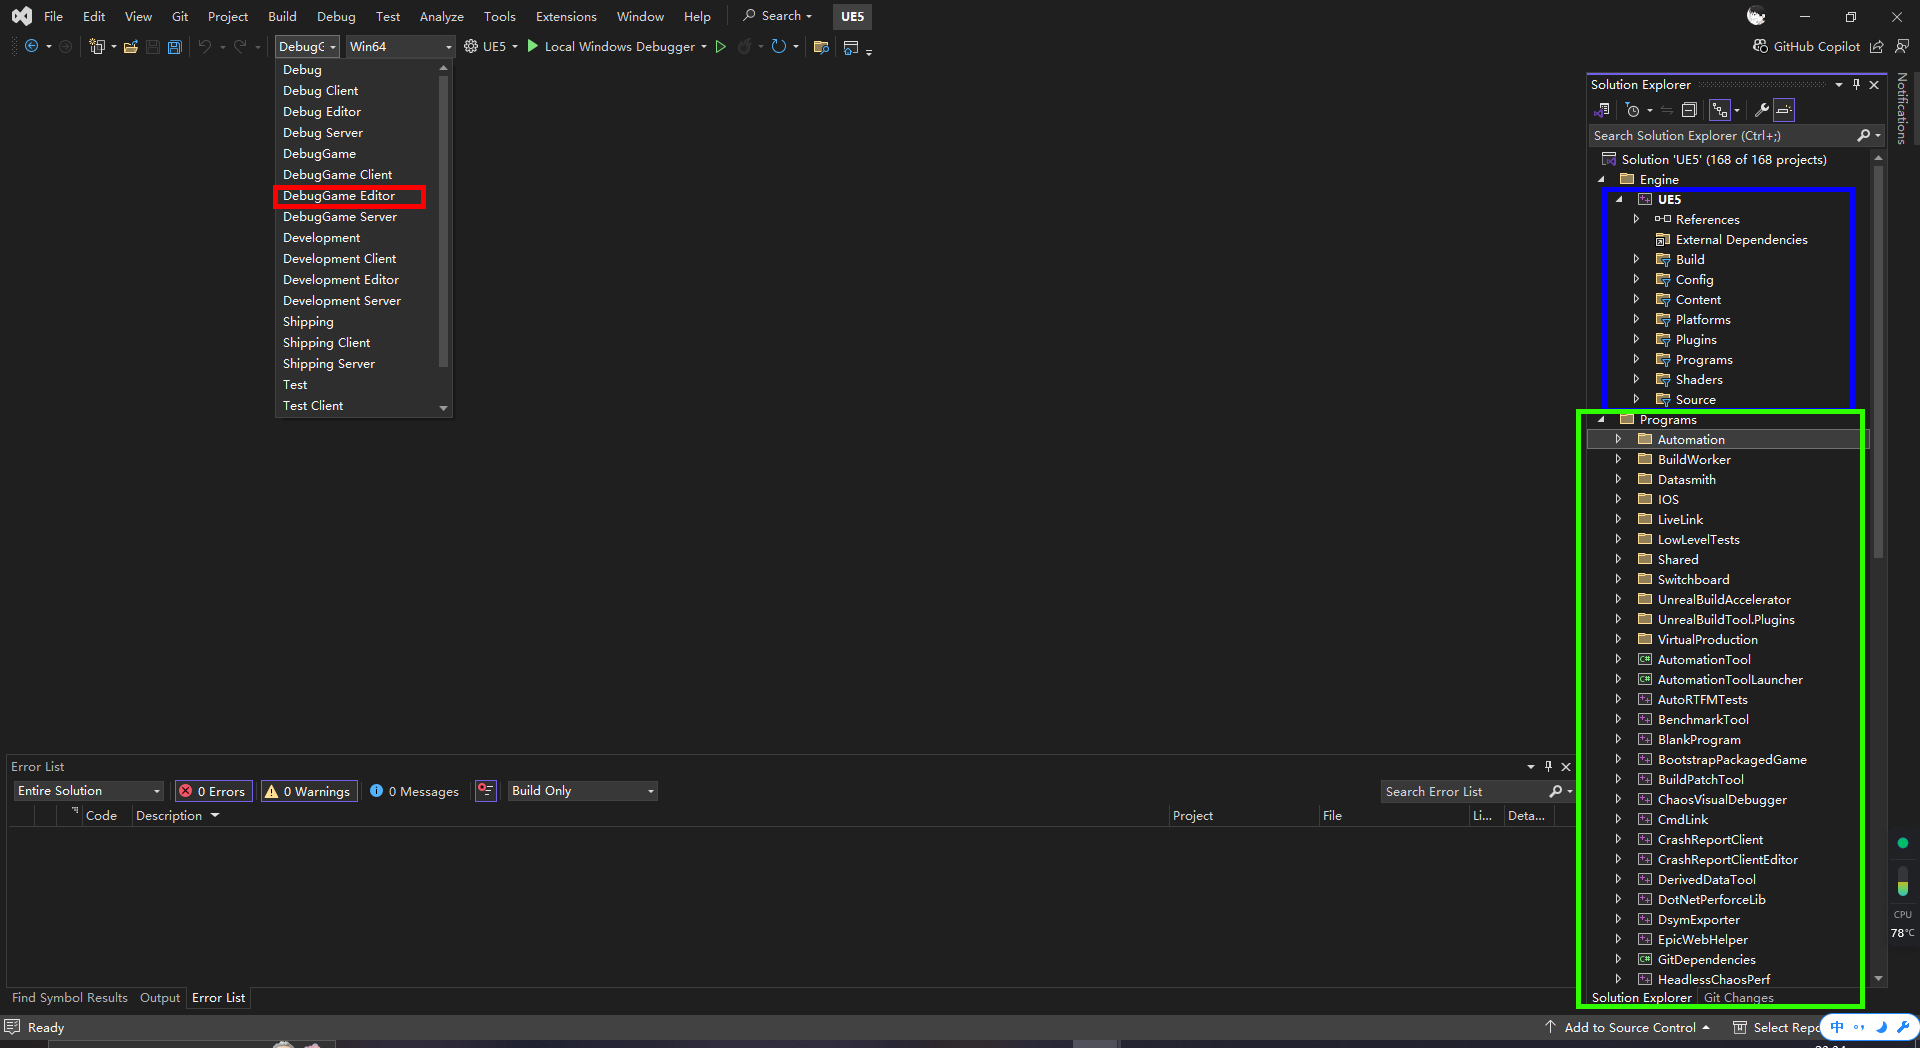 File Edit View Git Project Build Debug Test Analyze Tools Extensions Window Help Search UE5
DebugG Win64 UE5 Local Windows Debugger GitHub Copilot
Debug
Debug Client
Debug Editor
Debug Server
DebugGame
DebugGame Client
DebugGame Editor
DebugGame Server
Development
Development Client
Development Editor
Development Server
Shipping
Shipping Client
Shipping Server
Test
Test Client
Solution Explorer
Notifications
Search Solution Explorer (Ctrl+;)
Solution 'UE5' (168 of 168 projects)
Engine
UE5
References
External Dependencies
Build
Config
Content
Platforms
Plugins
Programs
Shaders
Source
Programs
Automation
BuildWorker
Datasmith
IOS
LiveLink
LowLevelTests
Shared
Switchboard
UnrealBuildAccelerator
UnrealBuildTool.Plugins
VirtualProduction
C# AutomationTool
C# AutomationToolLauncher
AutoRTFMTests
BenchmarkTool
BlankProgram
BootstrapPackagedGame
BuildPatchTool
ChaosVisualDebugger
CmdLink
CrashReportClient
CrashReportClientEditor
DerivedDataTool
DotNetPerforceLib
DsymExporter
EpicWebHelper
C# GitDependencies
HeadlessChaosPerf
Solution Explorer Git Changes
Error List
Entire Solution 0 Errors 0 Warnings 0 Messages Build Only Search Error List
Code Description Project File Li... Deta...
Find Symbol Results Output Error List
CPU
78°C
Ready Add to Source Control Select Repo
中